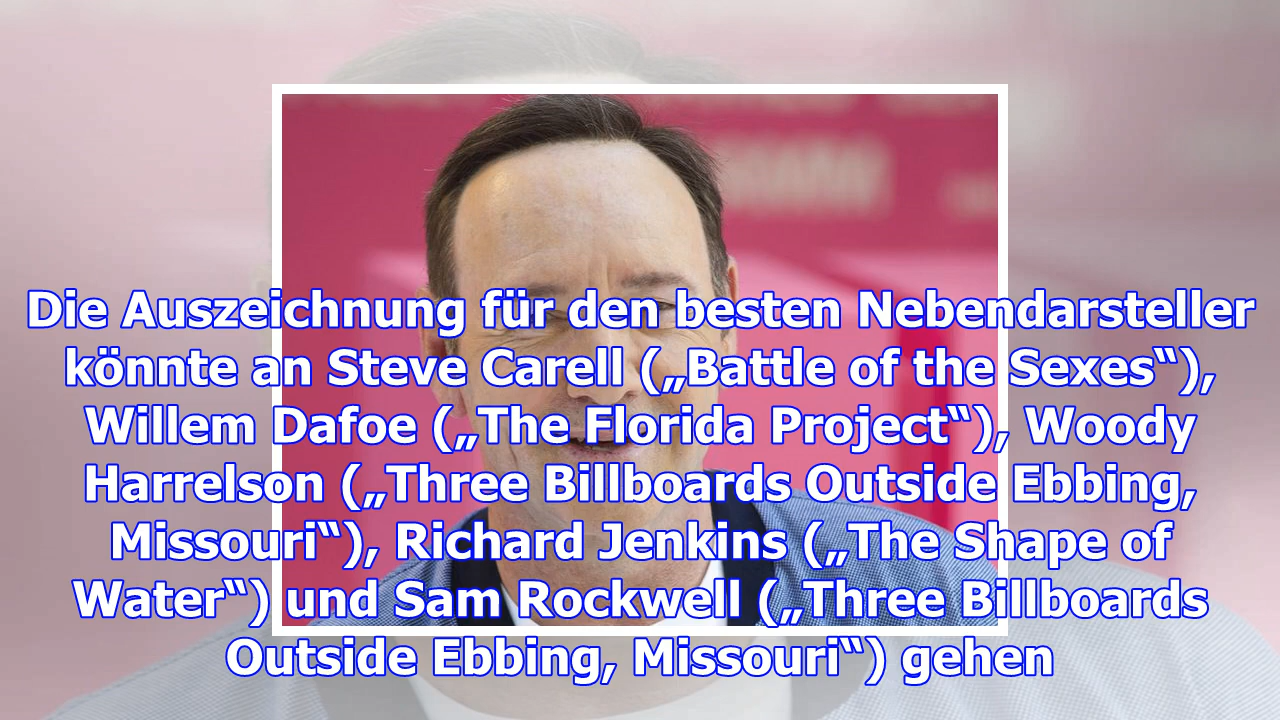 Die Auszeichnung für den besten Nebendarsteller
könnte an Steve Carell („Battle of the Sexes“),
Willem Dafoe („The Florida Project“), Woody
Harrelson („Three Billboards Outside Ebbing,
Missouri“), Richard Jenkins („The Shape of
Water“) und Sam Rockwell („Three Billboards
Outside Ebbing, Missouri“) gehen